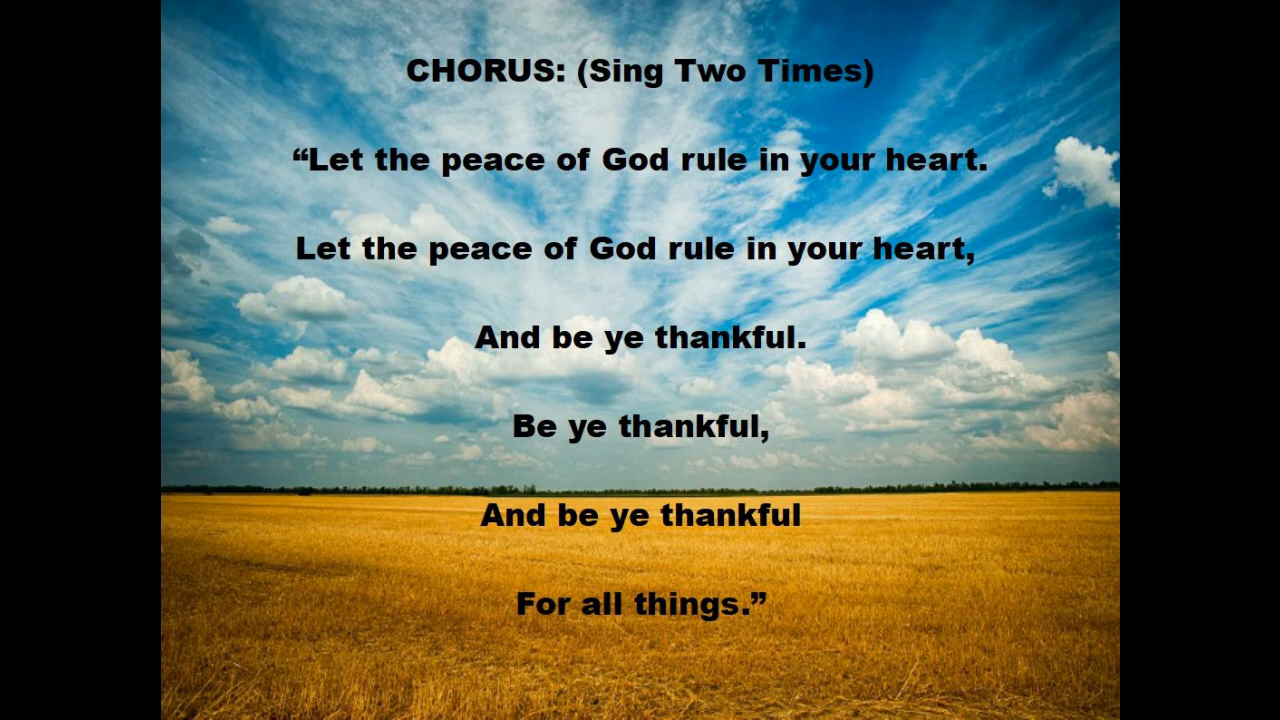 CHORUS: (Sing Two Times)
“Let the peace of God rule in your heart.
Let the peace of God rule in your heart,
And be ye thankful.
Be ye thankful,
And be ye thankful
For all things.”